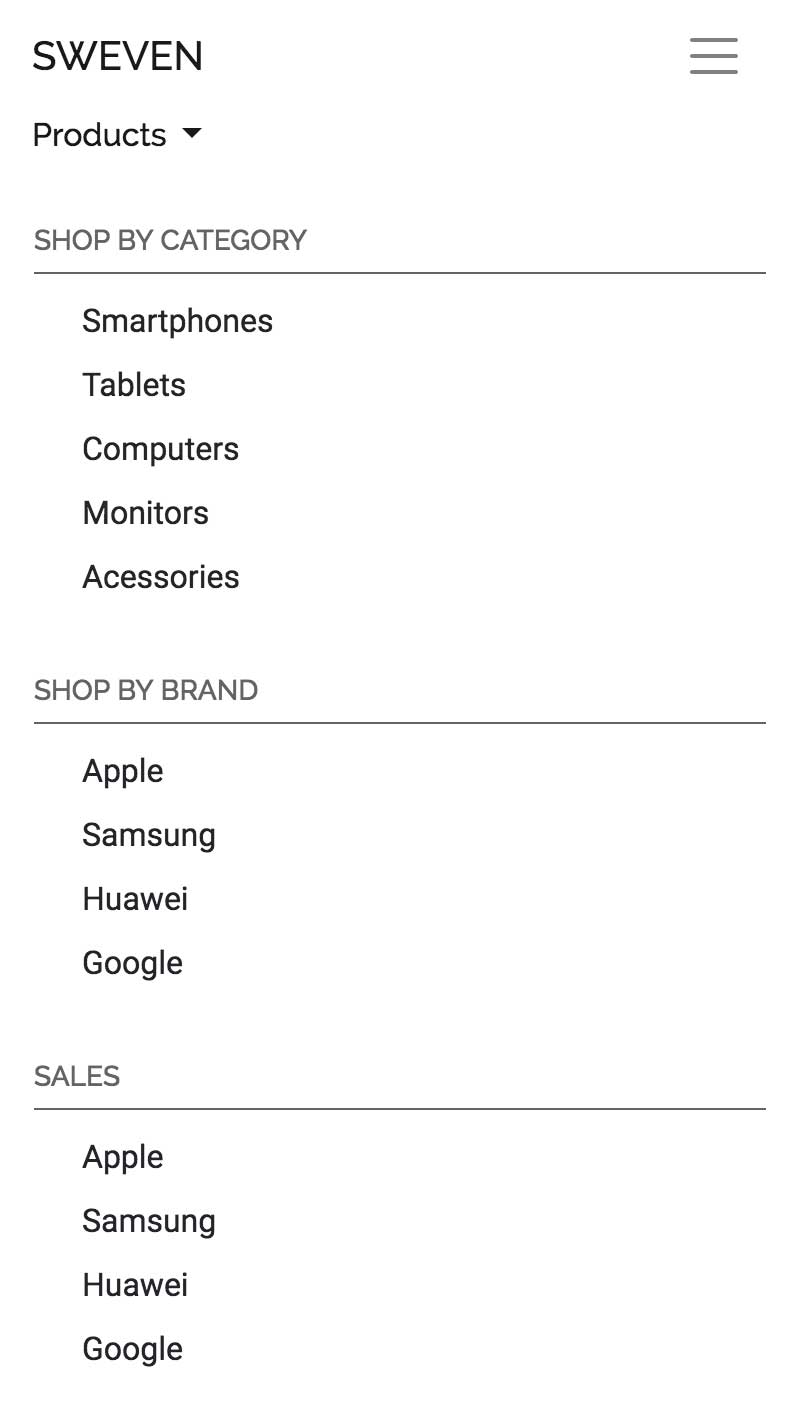 SWEVEN
Products
SHOP BY CATEGORY
Smartphones
Tablets
Computers
Monitors
Acessories
SHOP BY BRAND
Apple
Samsung
Huawei
Google
SALES
Apple
Samsung
Huawei
Google